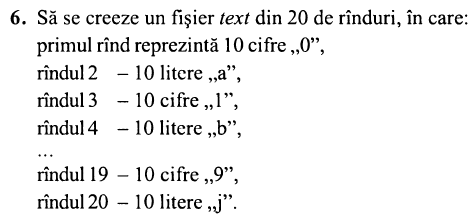 6. Să se creeze un fişier text din 20 de rînduri, în care:
primul rînd reprezintă 10 cifre „0”,
rîndul 2 – 10 litere „a”,
rîndul 3 – 10 cifre „1”,
rîndul 4 – 10 litere „b”,
...
rîndul 19 – 10 cifre „9”,
rîndul 20 – 10 litere „j”.